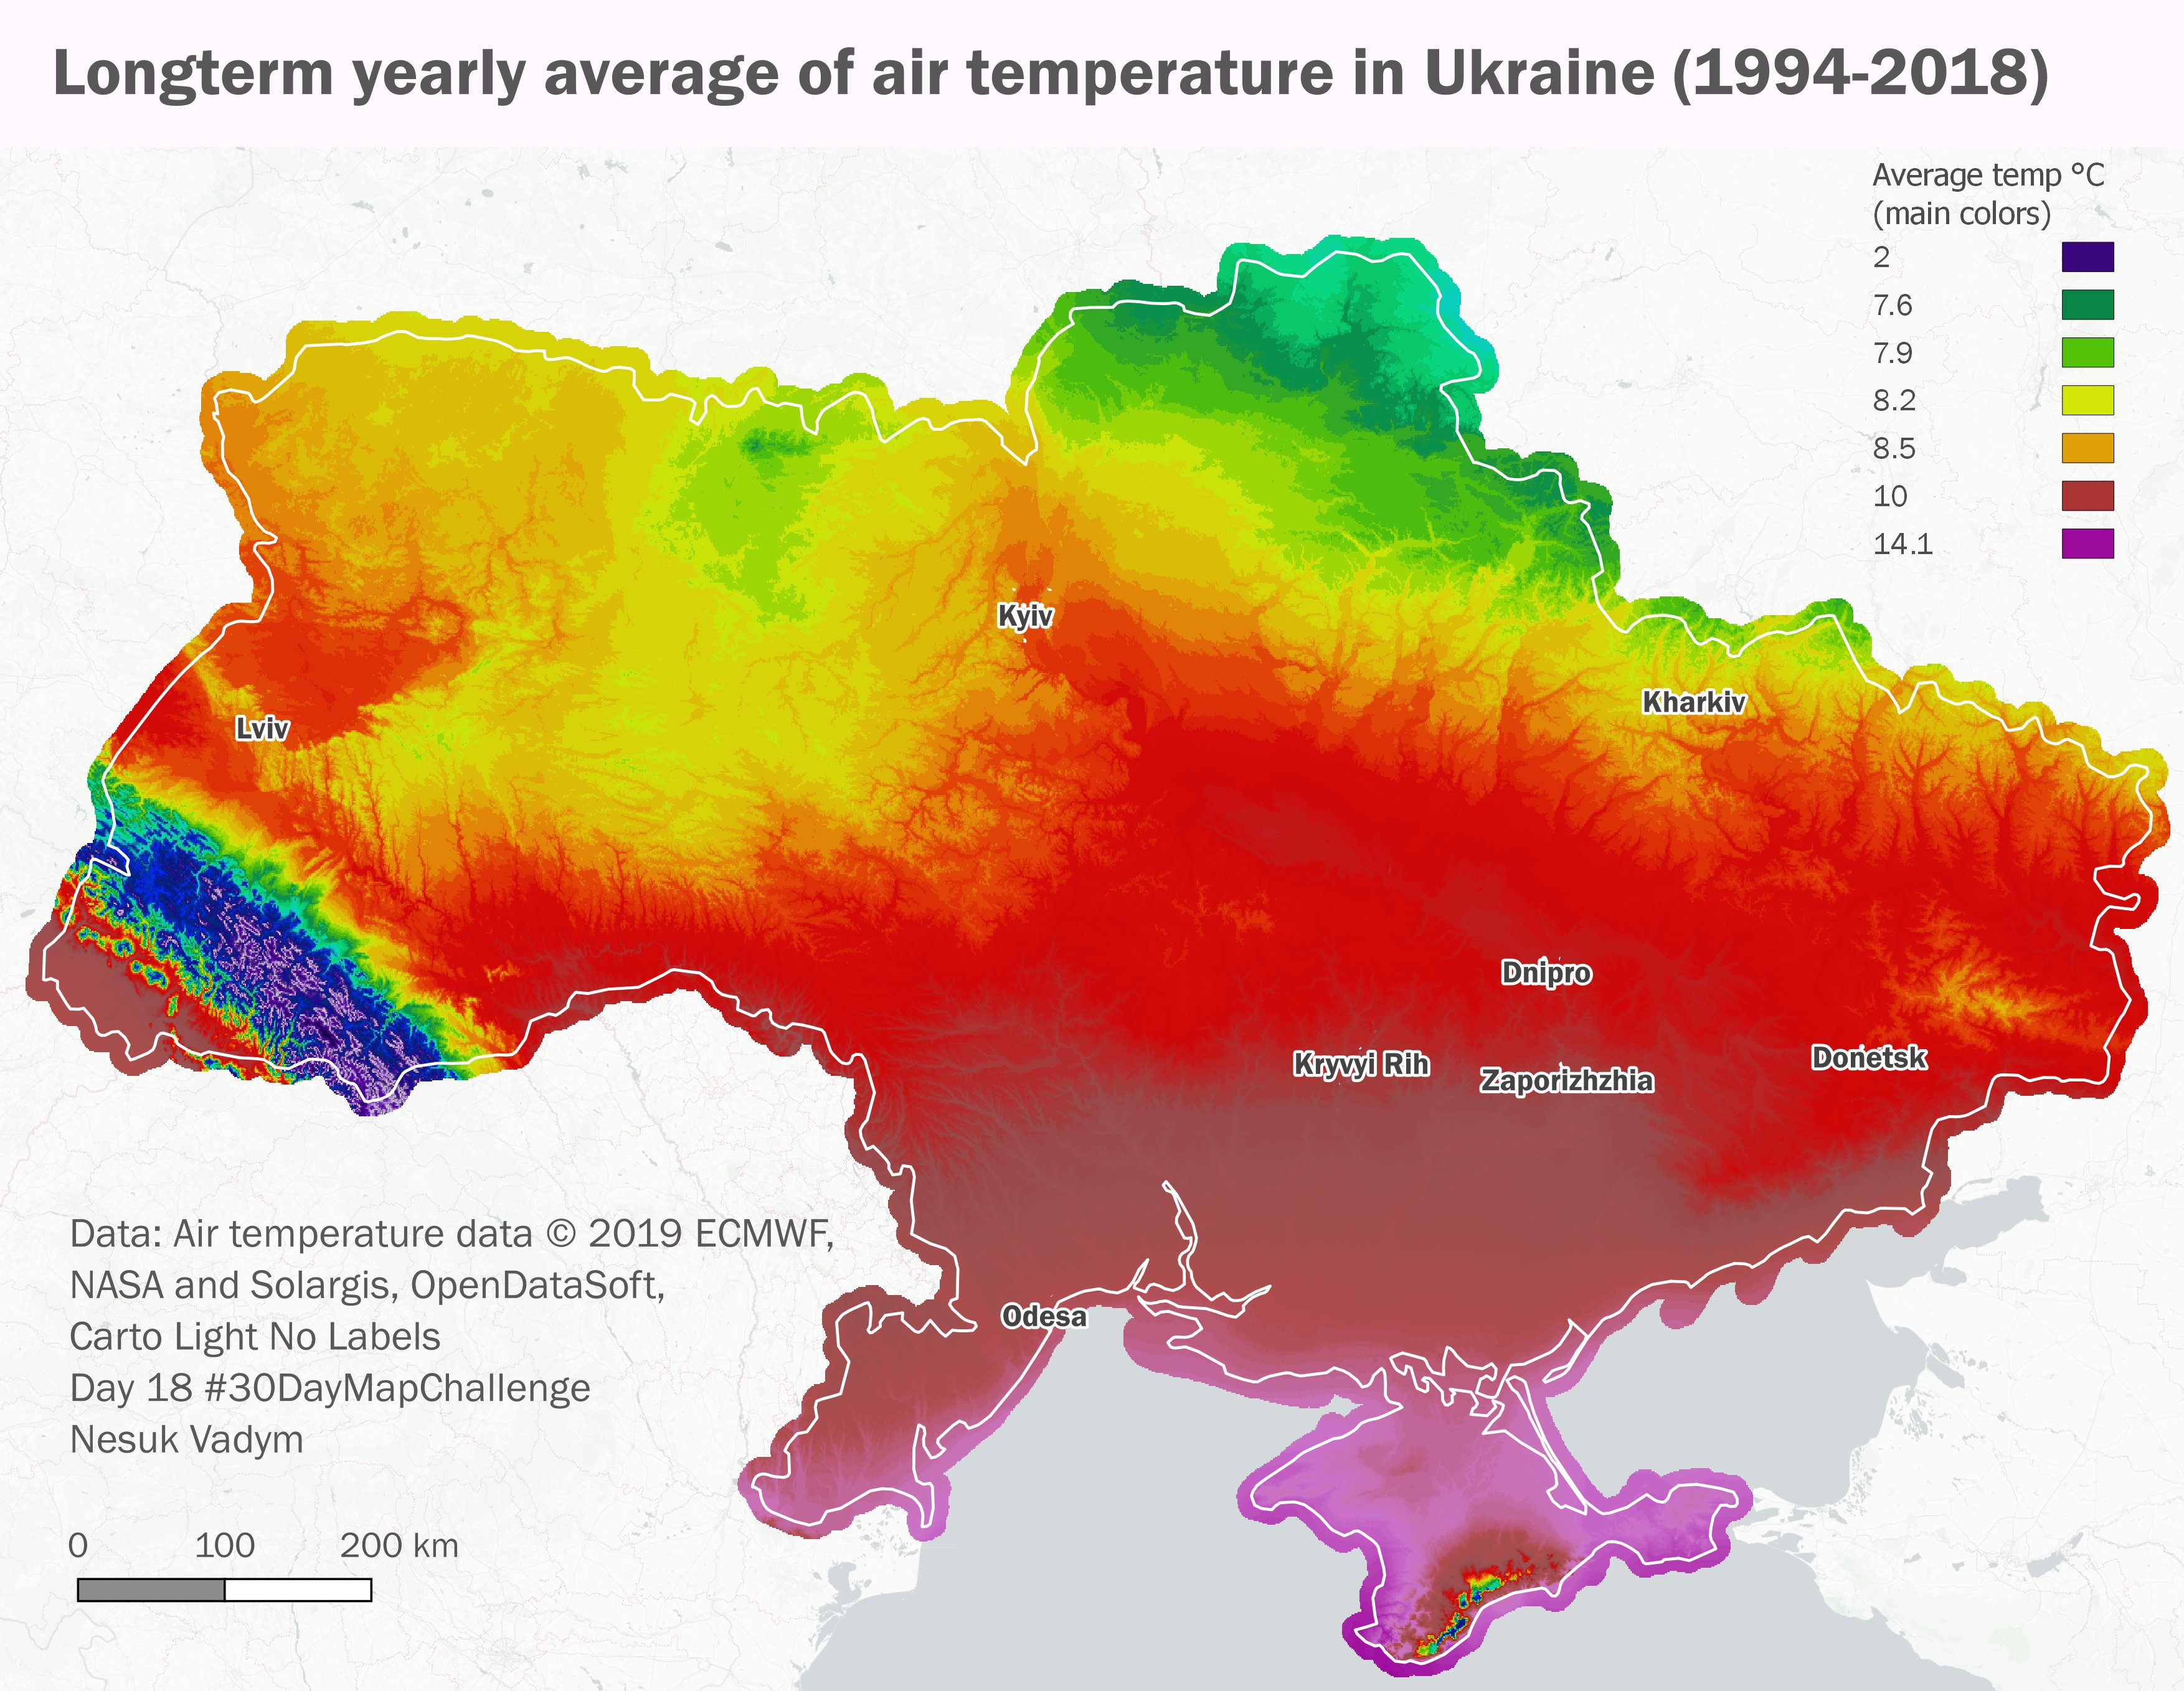 Longterm yearly average of air temperature in Ukraine (1994-2018)
Average temp °C
(main colors)
2
7.6
7.9
8.2
8.5
10
14.1
Kyiv
Kharkiv
Lviv
Dnipro
Donetsk
Kryvyi Rih
Zaporizhzhia
Odesa
Data: Air temperature data © 2019 ECMWF,
NASA and Solargis, OpenDataSoft,
Carto Light No Labels
Day 18 #30DayMapChallenge
Nesuk Vadym
0 100 200 km